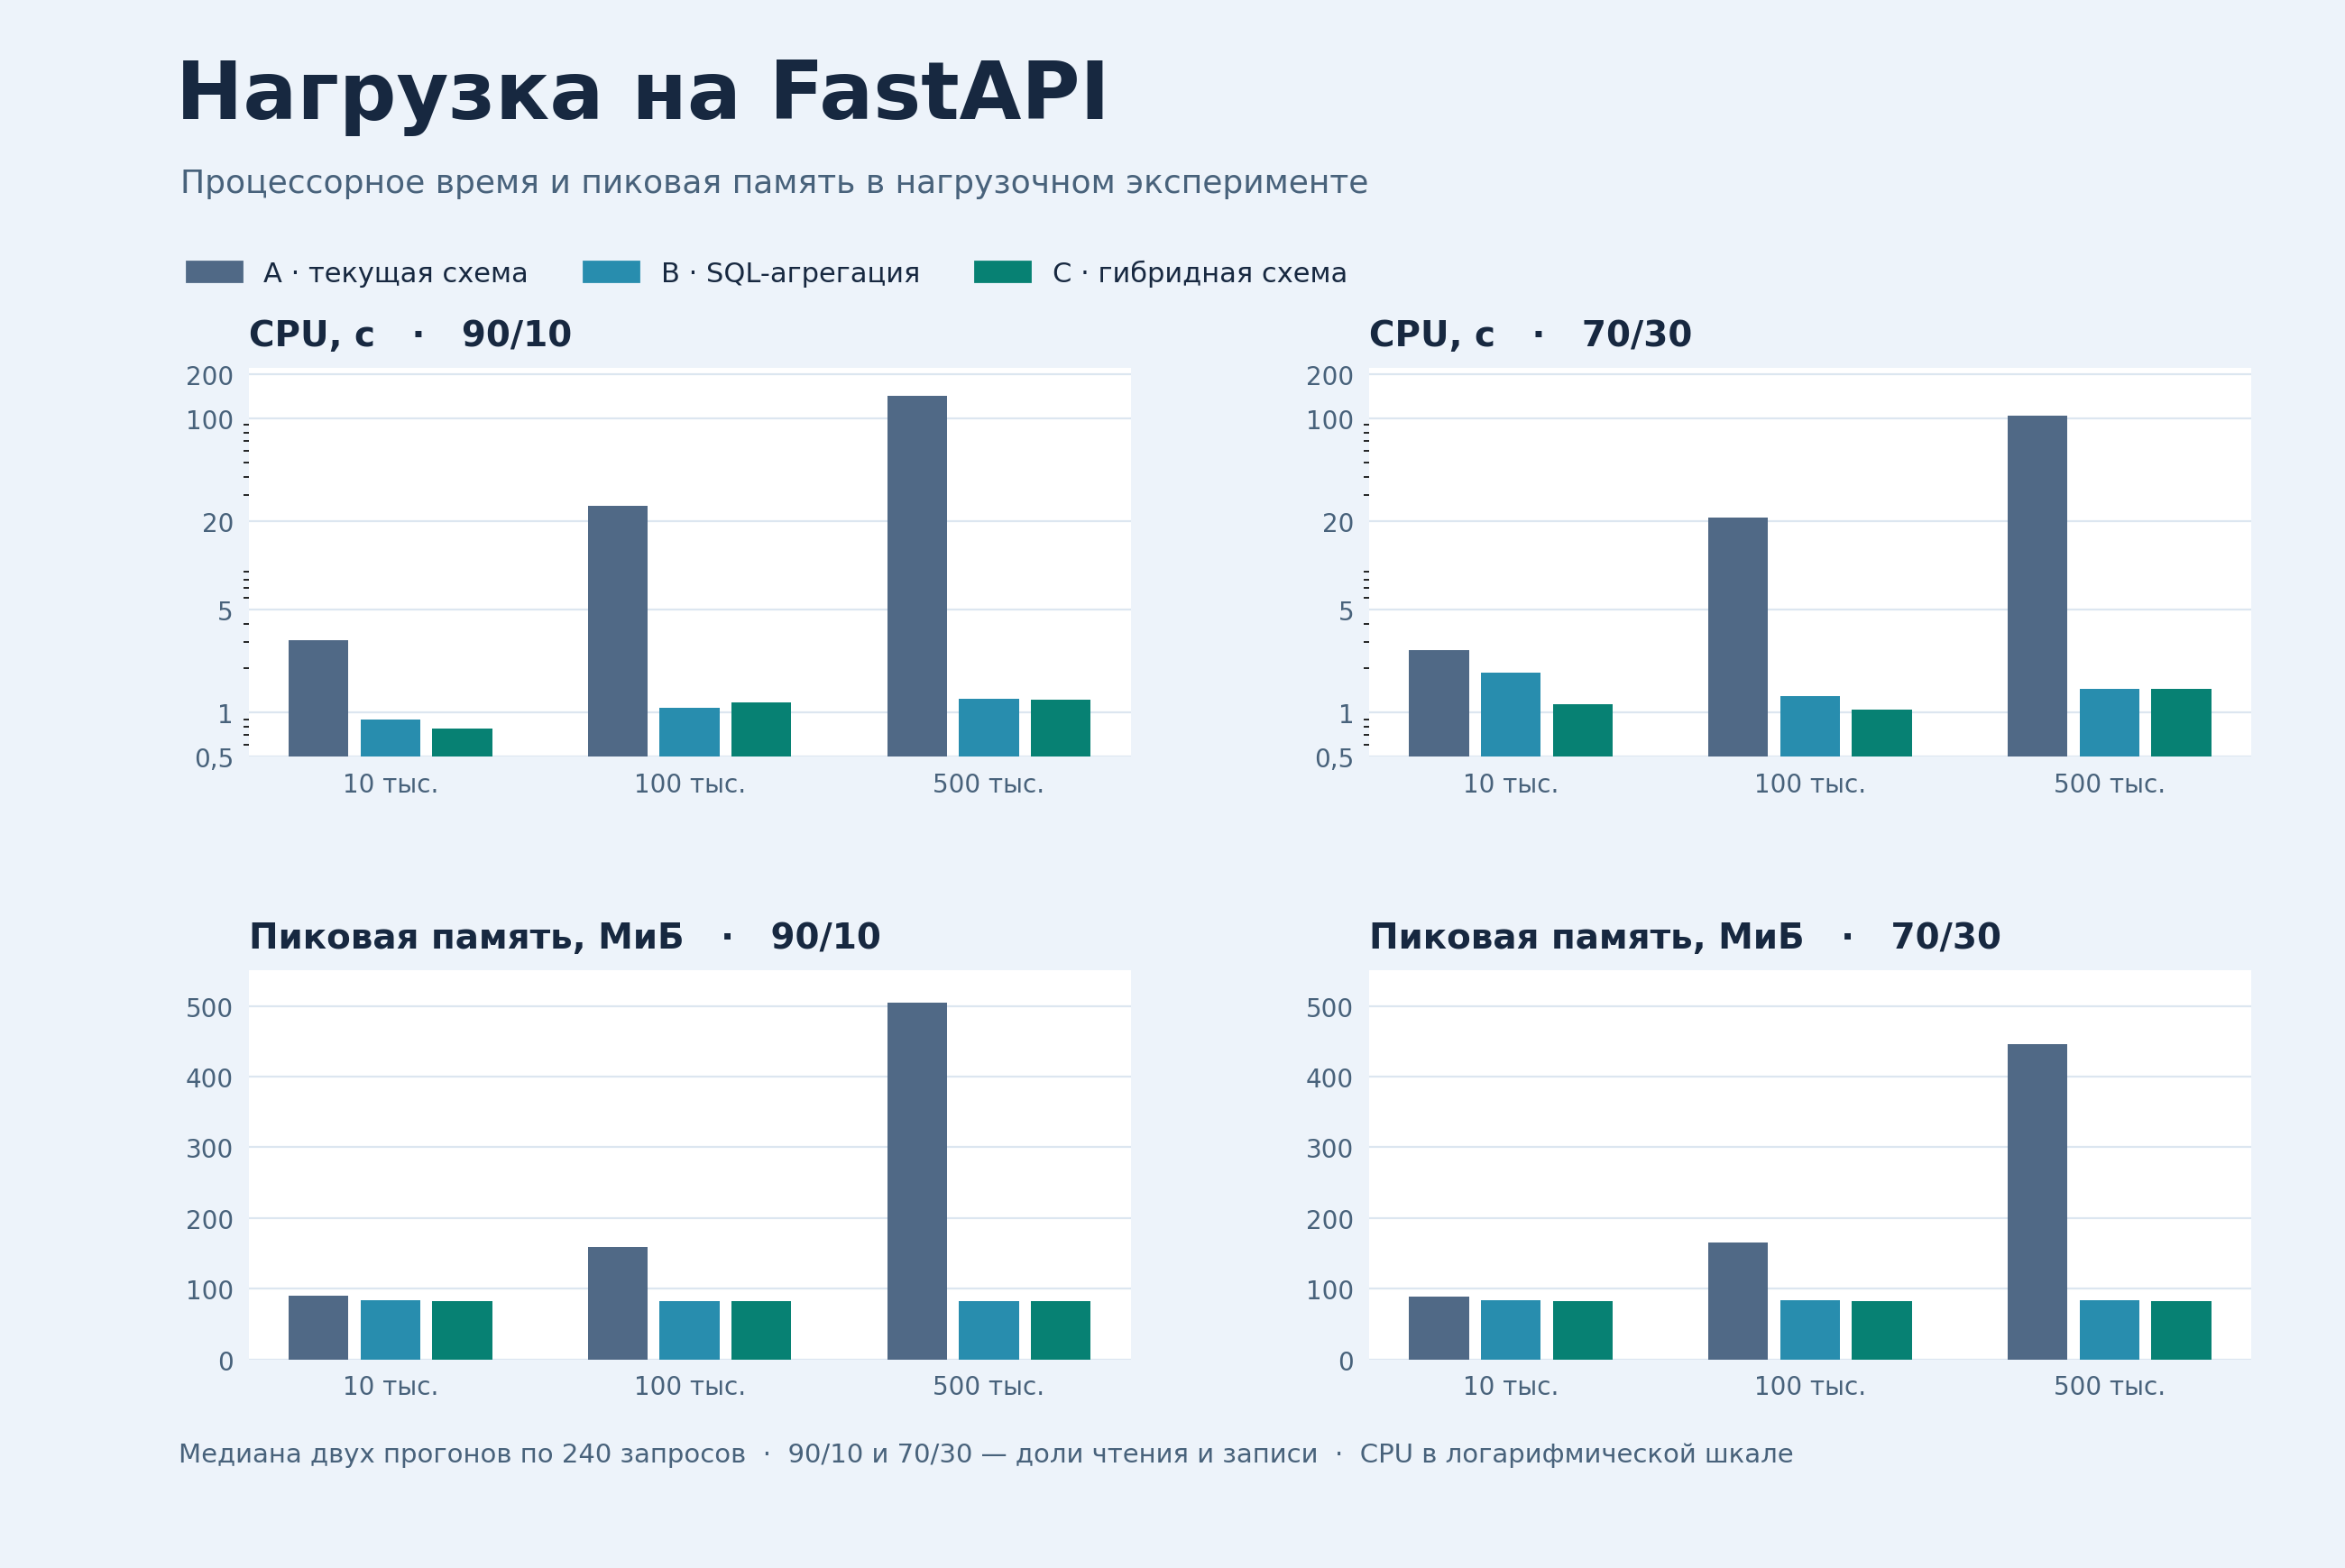 Нагрузка на FastAPI
Процессорное время и пиковая память в нагрузочном эксперименте
A · текущая схема B · SQL-агрегация C · гибридная схема
CPU, с · 90/10
200
100
20
5
1
0,5
10 тыс. 100 тыс. 500 тыс.
CPU, с · 70/30
200
100
20
5
1
0,5
10 тыс. 100 тыс. 500 тыс.
Пиковая память, МиБ · 90/10
500
400
300
200
100
0
10 тыс. 100 тыс. 500 тыс.
Пиковая память, МиБ · 70/30
500
400
300
200
100
0
10 тыс. 100 тыс. 500 тыс.
Медиана двух прогонов по 240 запросов · 90/10 и 70/30 — доли чтения и записи · CPU в логарифмической шкале